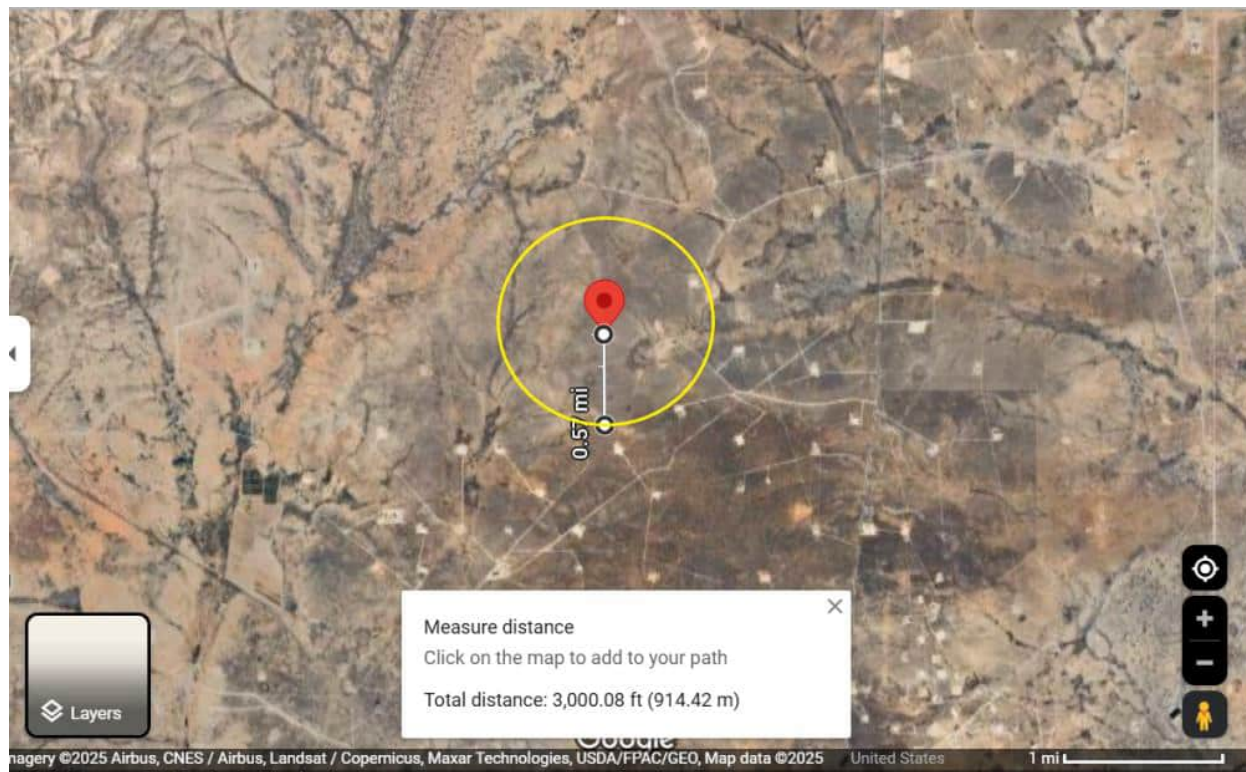 0.57 mi
Measure distance
Click on the map to add to your path
Total distance: 3,000.08 ft (914.42 m)
Layers
Google
magery ©2025 Airbus, CNES / Airbus, Landsat / Copernicus, Maxar Technologies, USDA/FPAC/GEO, Map data ©2025 United States 1 mi